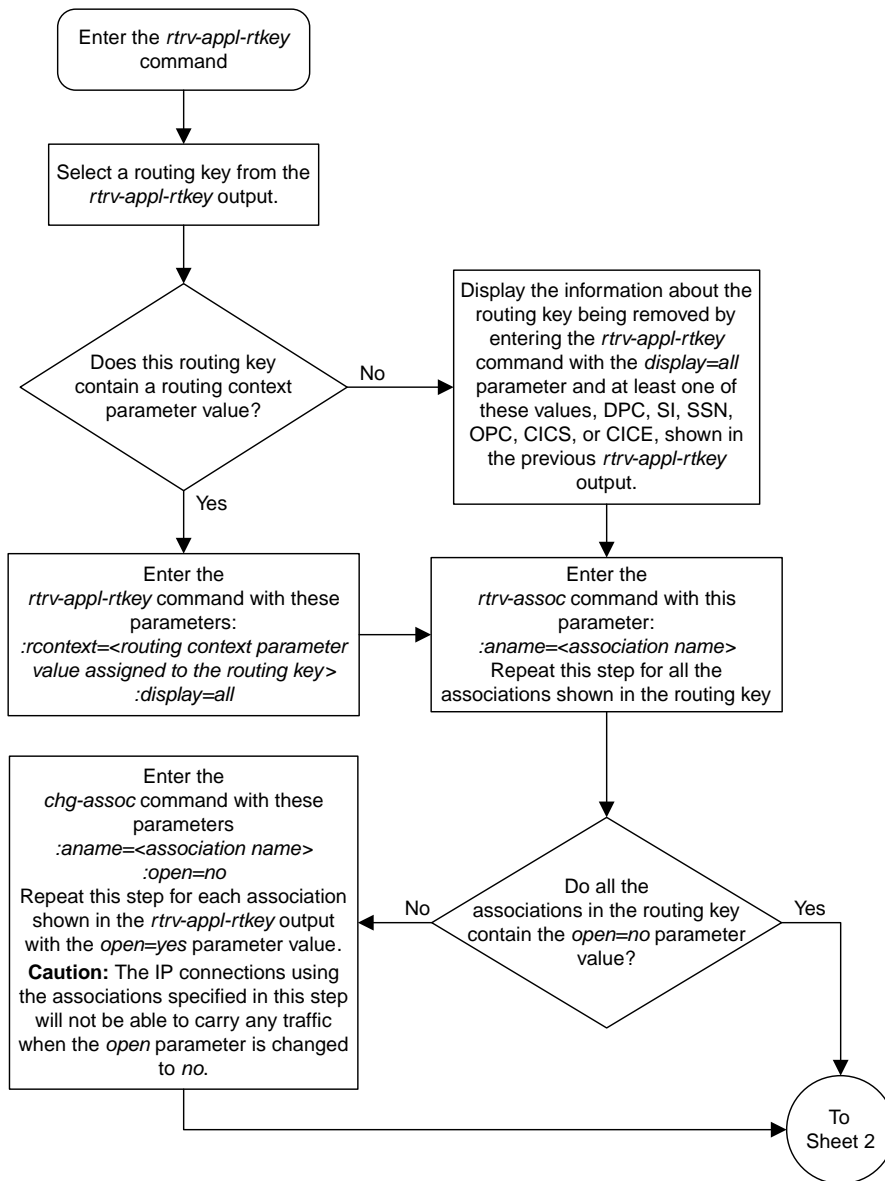 Enter the rtrv-appl-rtkey
command
Select a routing key from the
rtrv-appl-rtkey output.
Does this routing key
contain a routing context
parameter value?
No
Yes
Display the information about the
routing key being removed by
entering the rtrv-appl-rtkey
command with the display=all
parameter and at least one of
these values, DPC, SI, SSN,
OPC, CICS, or CICE, shown in
the previous rtrv-appl-rtkey
output.
Enter the
rtrv-appl-rtkey command with these
parameters:
:rcontext=<routing context parameter
value assigned to the routing key>
:display=all
Enter the
rtrv-assoc command with this
parameter:
:aname=<association name>
Repeat this step for all the
associations shown in the routing key
Do all the
associations in the routing key
contain the open=no parameter
value?
No
Yes
Enter the
chg-assoc command with these
parameters
:aname=<association name>
:open=no
Repeat this step for each association
shown in the rtrv-appl-rtkey output
with the open=yes parameter value.
Caution: The IP connections using
the associations specified in this step
will not be able to carry any traffic
when the open parameter is changed
to no.
To
Sheet 2